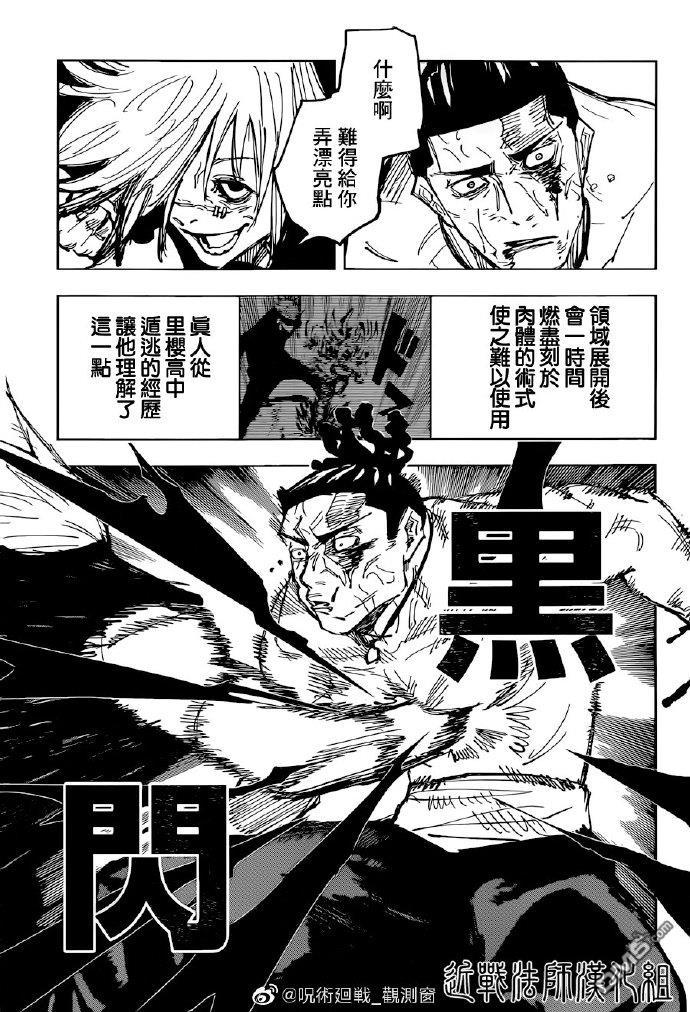 什麼啊
難得給你
弄漂亮點
領域展開後
會一時間
燃盡刻於
肉體的術式
使之難以使用
ドン
眞人從
里櫻高中
遁逃的經歷
讓他理解了
這一點
黑
閃
@呪術廻戦_觀測窗
近戰法師漢化組
DM5.com